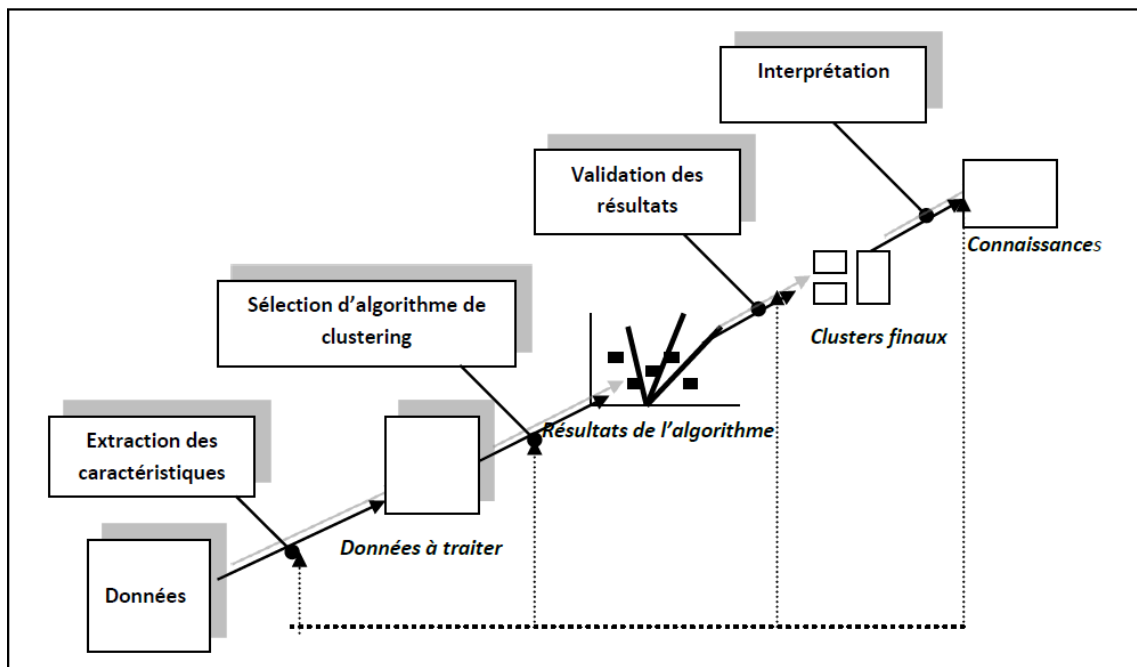 Interprétation
Validation des
résultats
Connaissances
Sélection d’algorithme de
clustering
Clusters finaux
Extraction des
caractéristiques
Résultats de l’algorithme
Données à traiter
Données